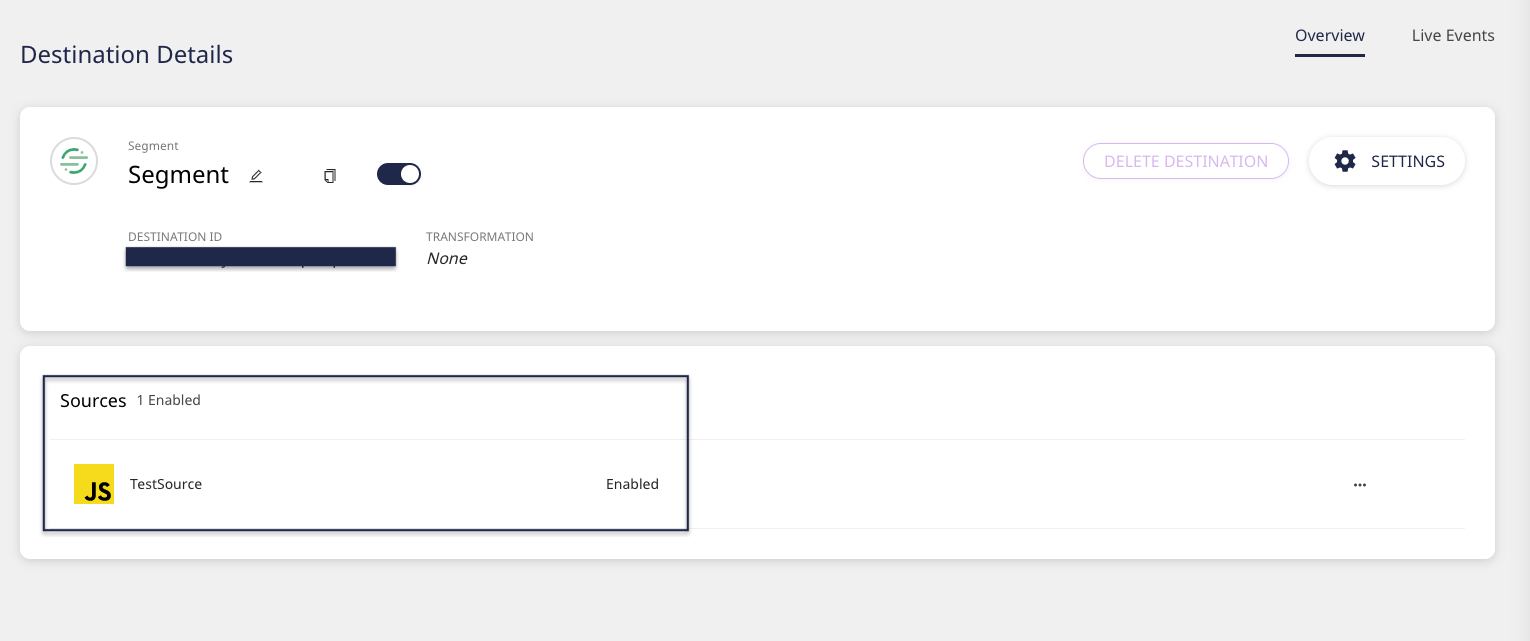 Overview
Live Events
Destination Details
Segment
Segment
DELETE DESTINATION
SETTINGS
DESTINATION ID
TRANSFORMATION
None
Sources 1 Enabled
JS
TestSource
Enabled
...